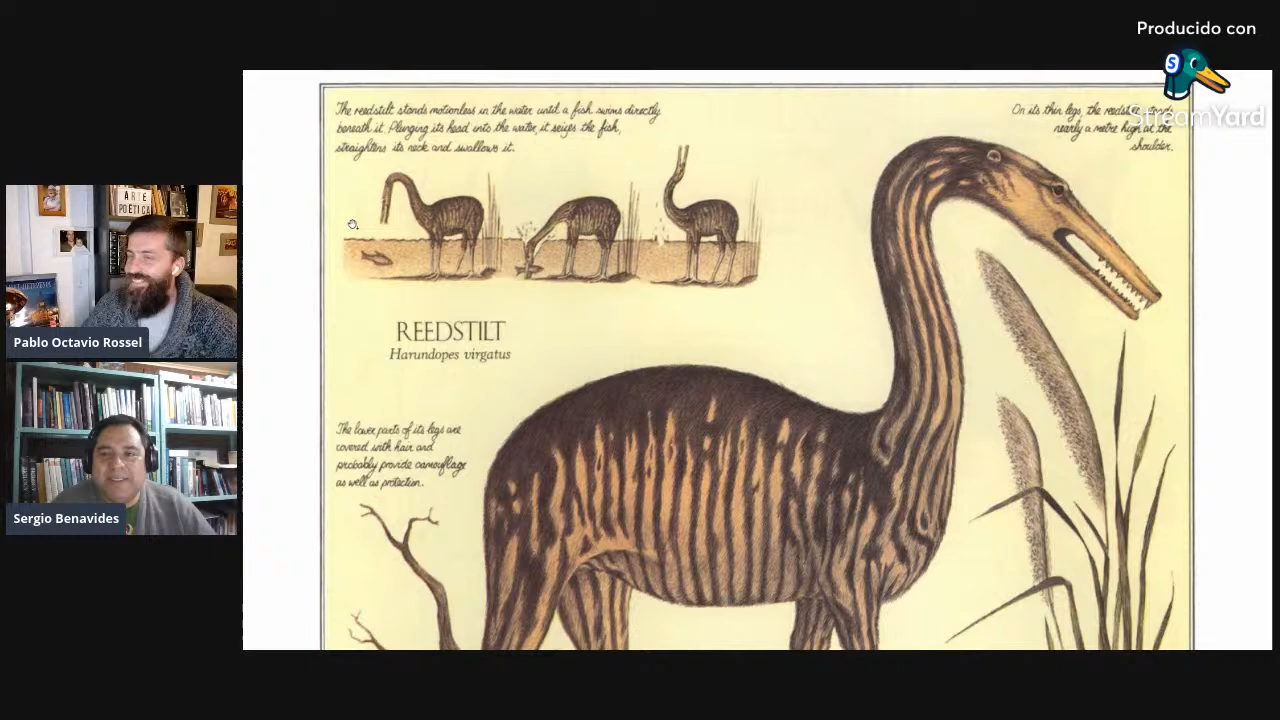 Producido con
StreamYard
The reedstilt stands motionless in the water until a fish swims directly
beneath it. Plunging its head into the water it seizes the fish,
straightens its neck and swallows it.
On its thin legs, the reedstilt stands
nearly a metre high at the
shoulder.
ARTE
POÉTICA
Pablo Octavio Rossel
REEDSTILT
Harundopes virgatus
The lower parts of its legs are
covered with hair and
probably provide camouflage
as well as protection.
Sergio Benavides